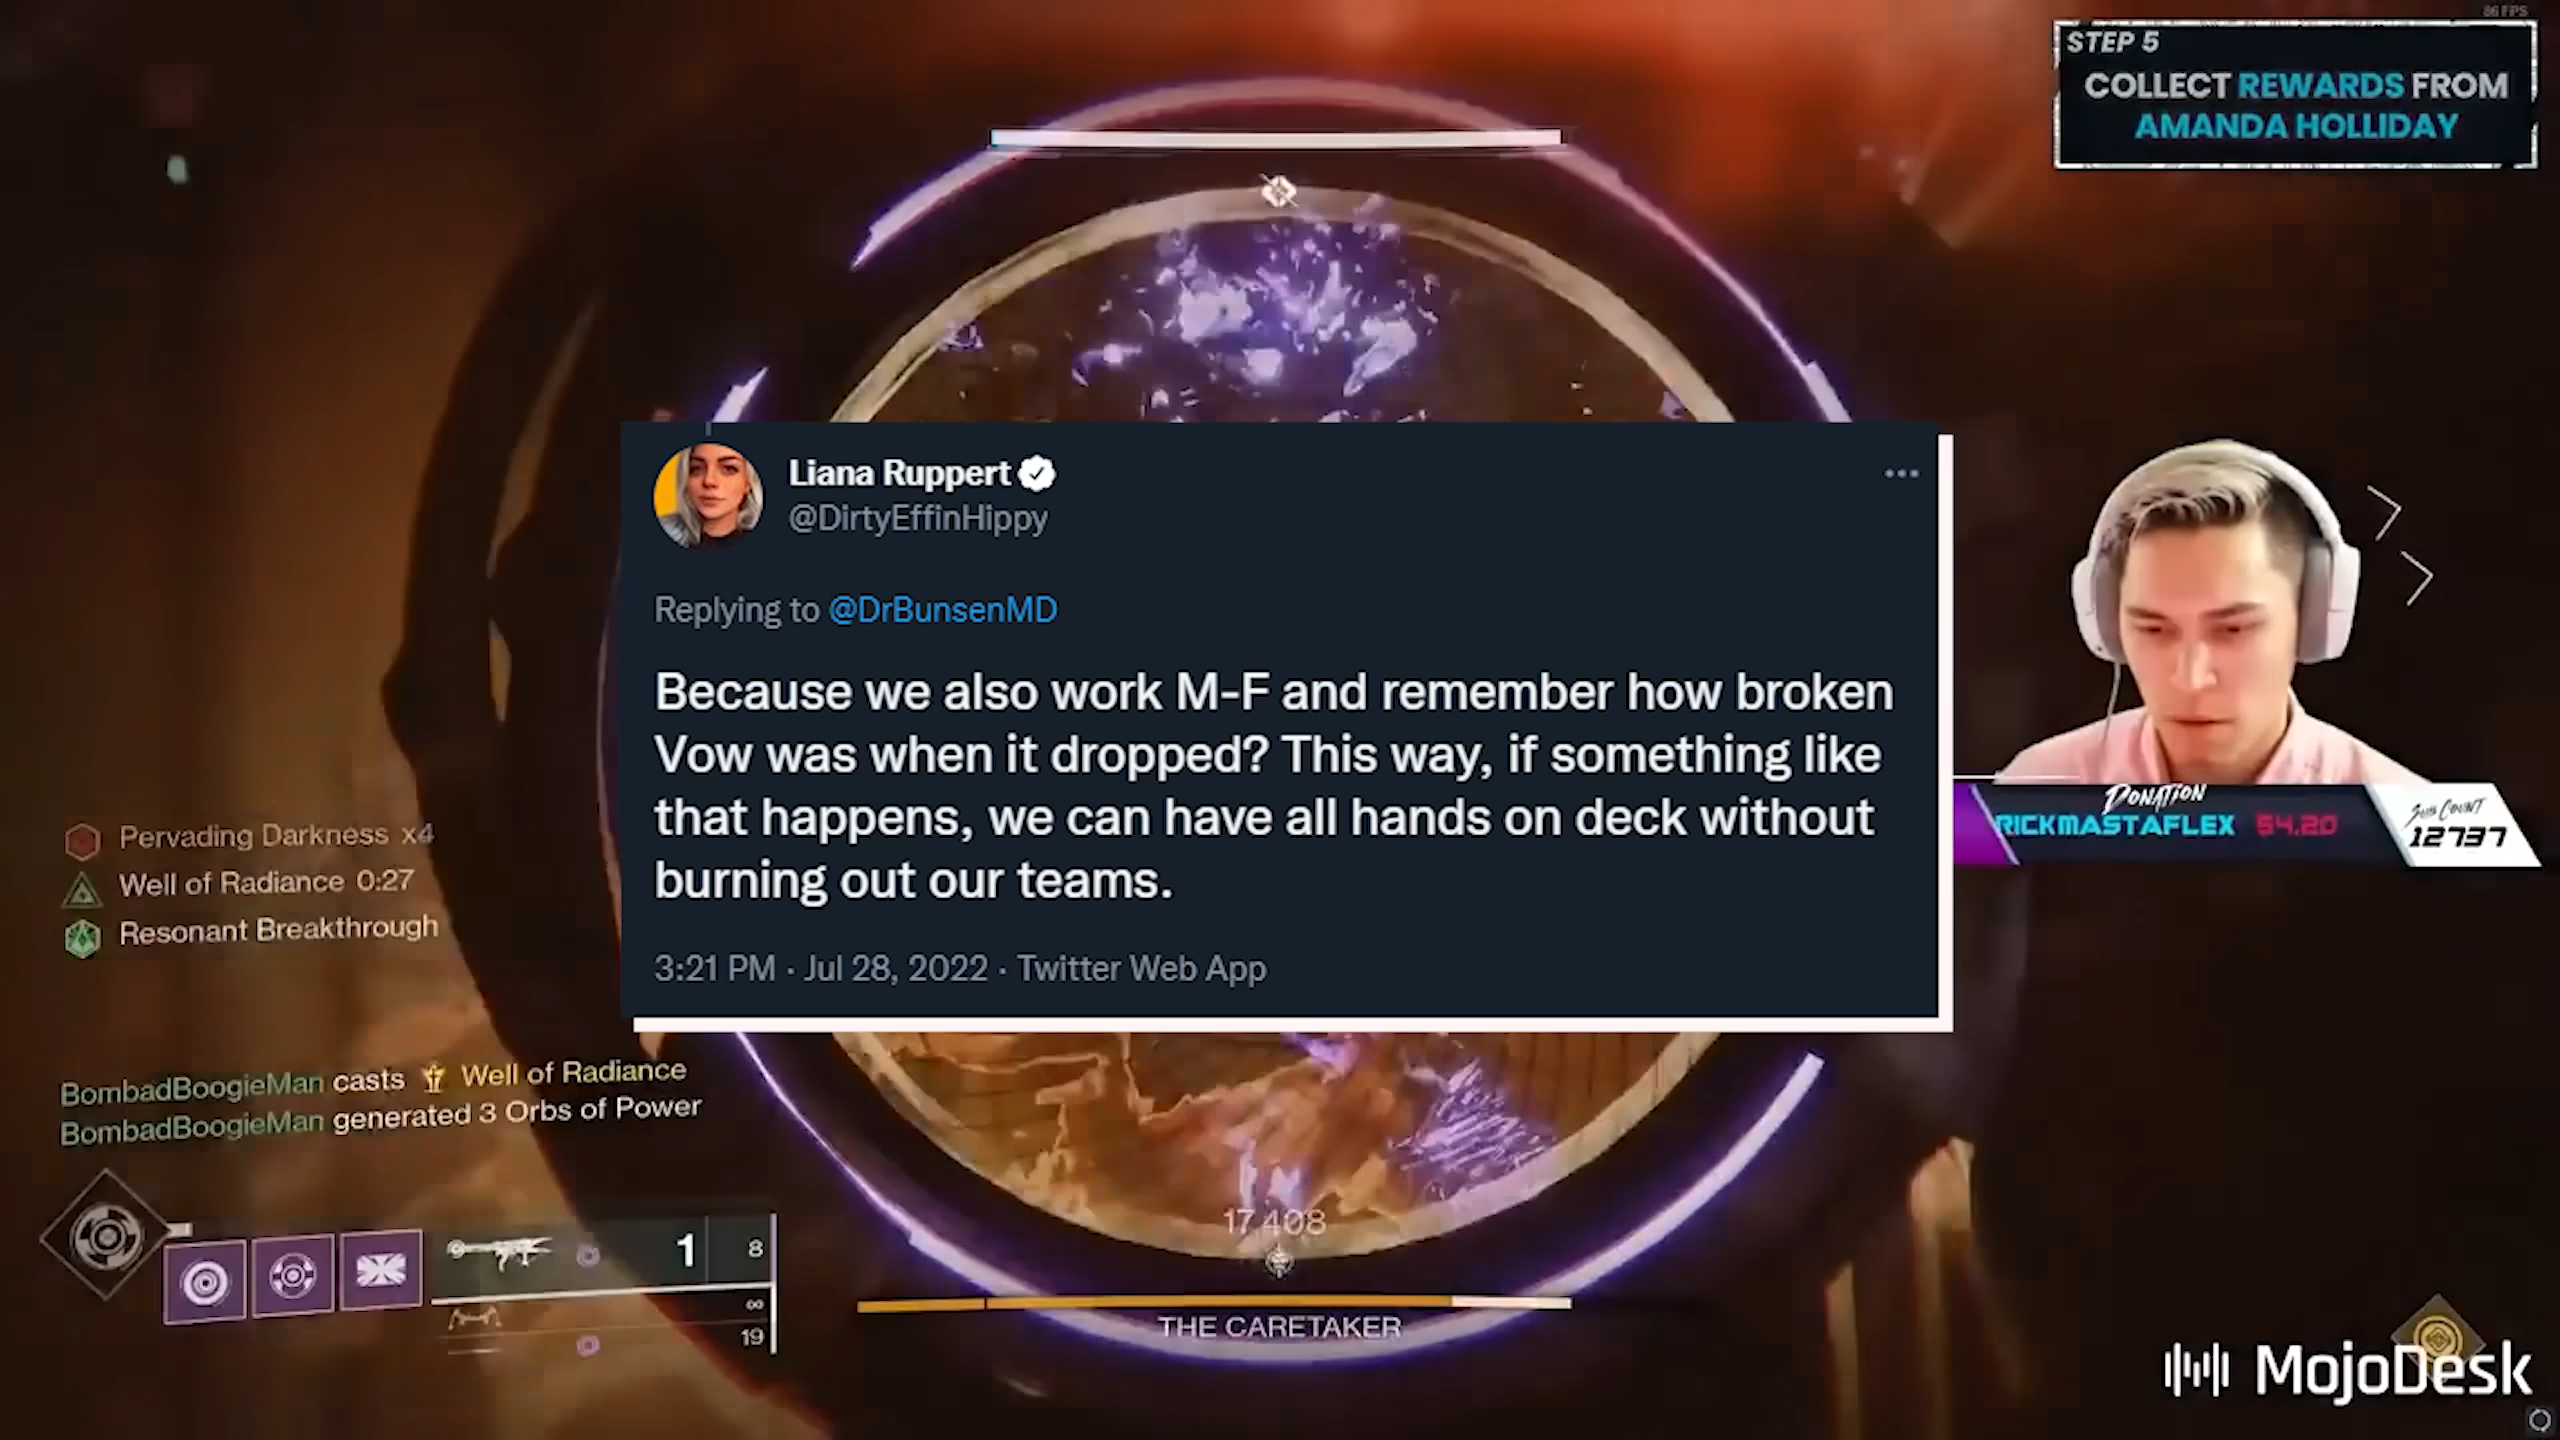 86 FPS
STEP 5
COLLECT REWARDS FROM
AMANDA HOLLIDAY
Liana Ruppert
@DirtyEffinHippy
Replying to @DrBunsenMD
Because we also work M-F and remember how broken
Vow was when it dropped? This way, if something like
that happens, we can have all hands on deck without
burning out our teams.
3:21 PM · Jul 28, 2022 · Twitter Web App
DONATION
RICKMASTAFLEX $4.20
SUB COUNT
12737
Pervading Darkness x4
Well of Radiance 0:27
Resonant Breakthrough
BombadBoogieMan casts Well of Radiance
BombadBoogieMan generated 3 Orbs of Power
1 8
∞
19
17,408
THE CARETAKER
MojoDesk